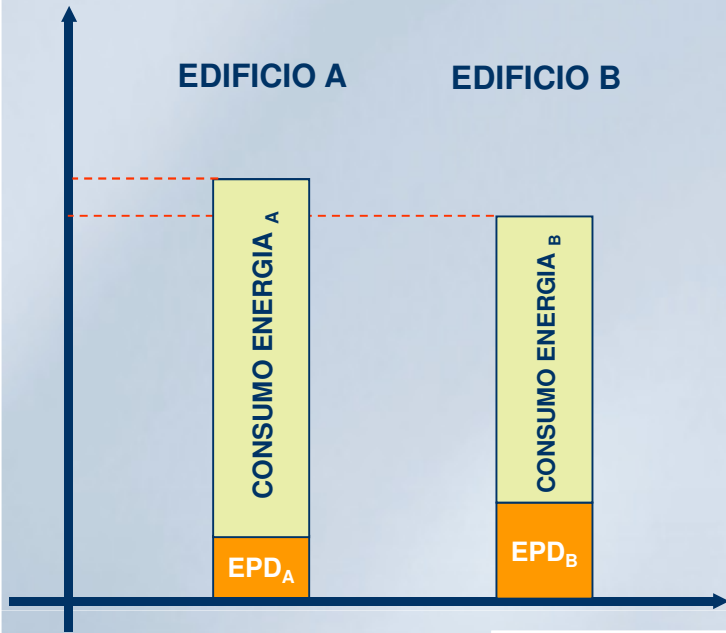 EDIFICIO A
EDIFICIO B
CONSUMO ENERGIA A
CONSUMO ENERGIA B
EPDA
EPDB